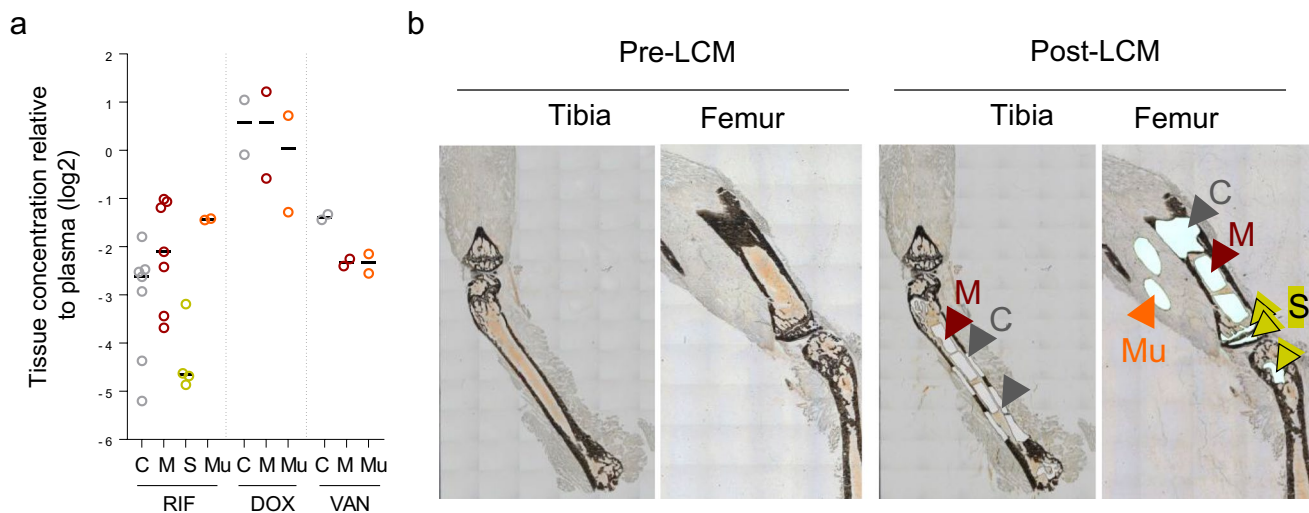 a
Tissue concentration relative
to plasma (log2)
2
1
0
- 1
- 2
- 3
- 4
- 5
- 6
C M S Mu C M Mu C M Mu
RIF DOX VAN
b
Pre-LCM Post-LCM
Tibia Femur Tibia Femur
M
C
C
M
Mu
S